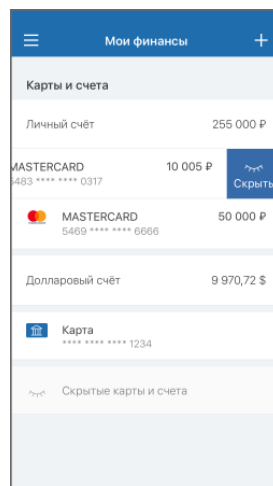 Мои финансы
Карты и счета
Личный счёт 255 000 ₽
MASTERCARD 10 005 ₽
5483 **** **** 0317
Скрыть
MASTERCARD 50 000 ₽
5469 **** **** 6666
Долларовый счёт 9 970,72 $
Карта
**** **** **** 1234
Скрытые карты и счета